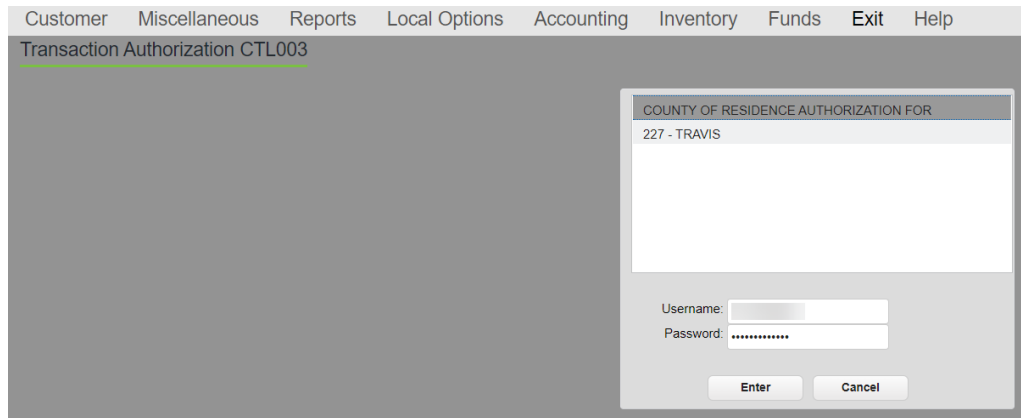 Customer Miscellaneous Reports Local Options Accounting Inventory Funds Exit Help
Transaction Authorization CTL003
COUNTY OF RESIDENCE AUTHORIZATION FOR
227 - TRAVIS
Username:
Password: •••••••••••••
Enter Cancel